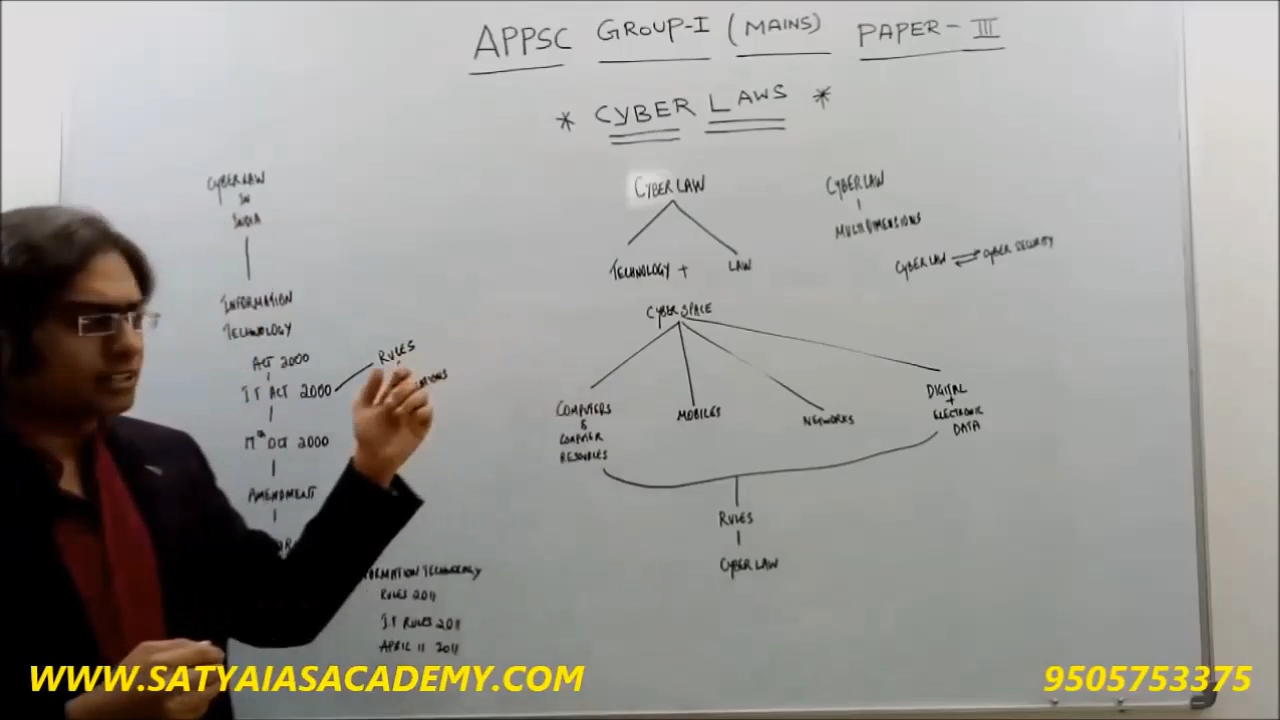 APPSC GROUP-I (MAINS) PAPER-III
* CYBER LAWS *
CYBER LAW
IN
INDIA
INFORMATION
TECHNOLOGY
ACT 2000
I.T ACT 2000
RULES
17th OCT 2000
AMENDMENT
INFORMATION TECHNOLOGY
RULES 2011
I.T RULES 2011
APRIL 11 2011
CYBER LAW
TECHNOLOGY + LAW
CYBER SPACE
COMPUTERS
&
COMPUTER
RESOURCES
MOBILES
NETWORKS
DIGITAL
+
ELECTRONIC
DATA
RULES
CYBER LAW
CYBER LAW
MULTIDIMENSIONS
CYBER LAW ⇌ CYBER SECURITY
WWW.SATYAIASACADEMY.COM
9505753375